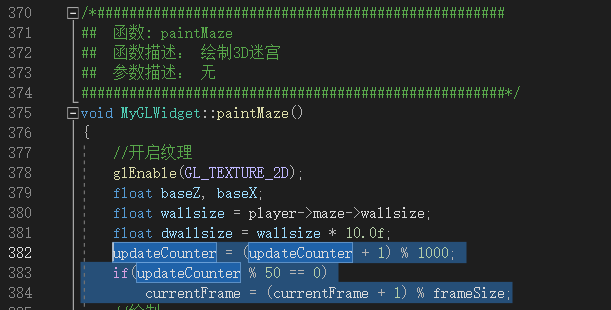 370 /*###################################################
371 ## 函数: paintMaze
372 ## 函数描述： 绘制3D迷宫
373 ## 参数描述： 无
374 #####################################################*/
375 void MyGLWidget::paintMaze()
376 {
377 //开启纹理
378 glEnable(GL_TEXTURE_2D);
379 float baseZ, baseX;
380 float wallsize = player->maze->wallsize;
381 float dwallsize = wallsize * 10.0f;
382 updateCounter = (updateCounter + 1) % 1000;
383 if(updateCounter % 50 == 0)
384 currentFrame = (currentFrame + 1) % frameSize;